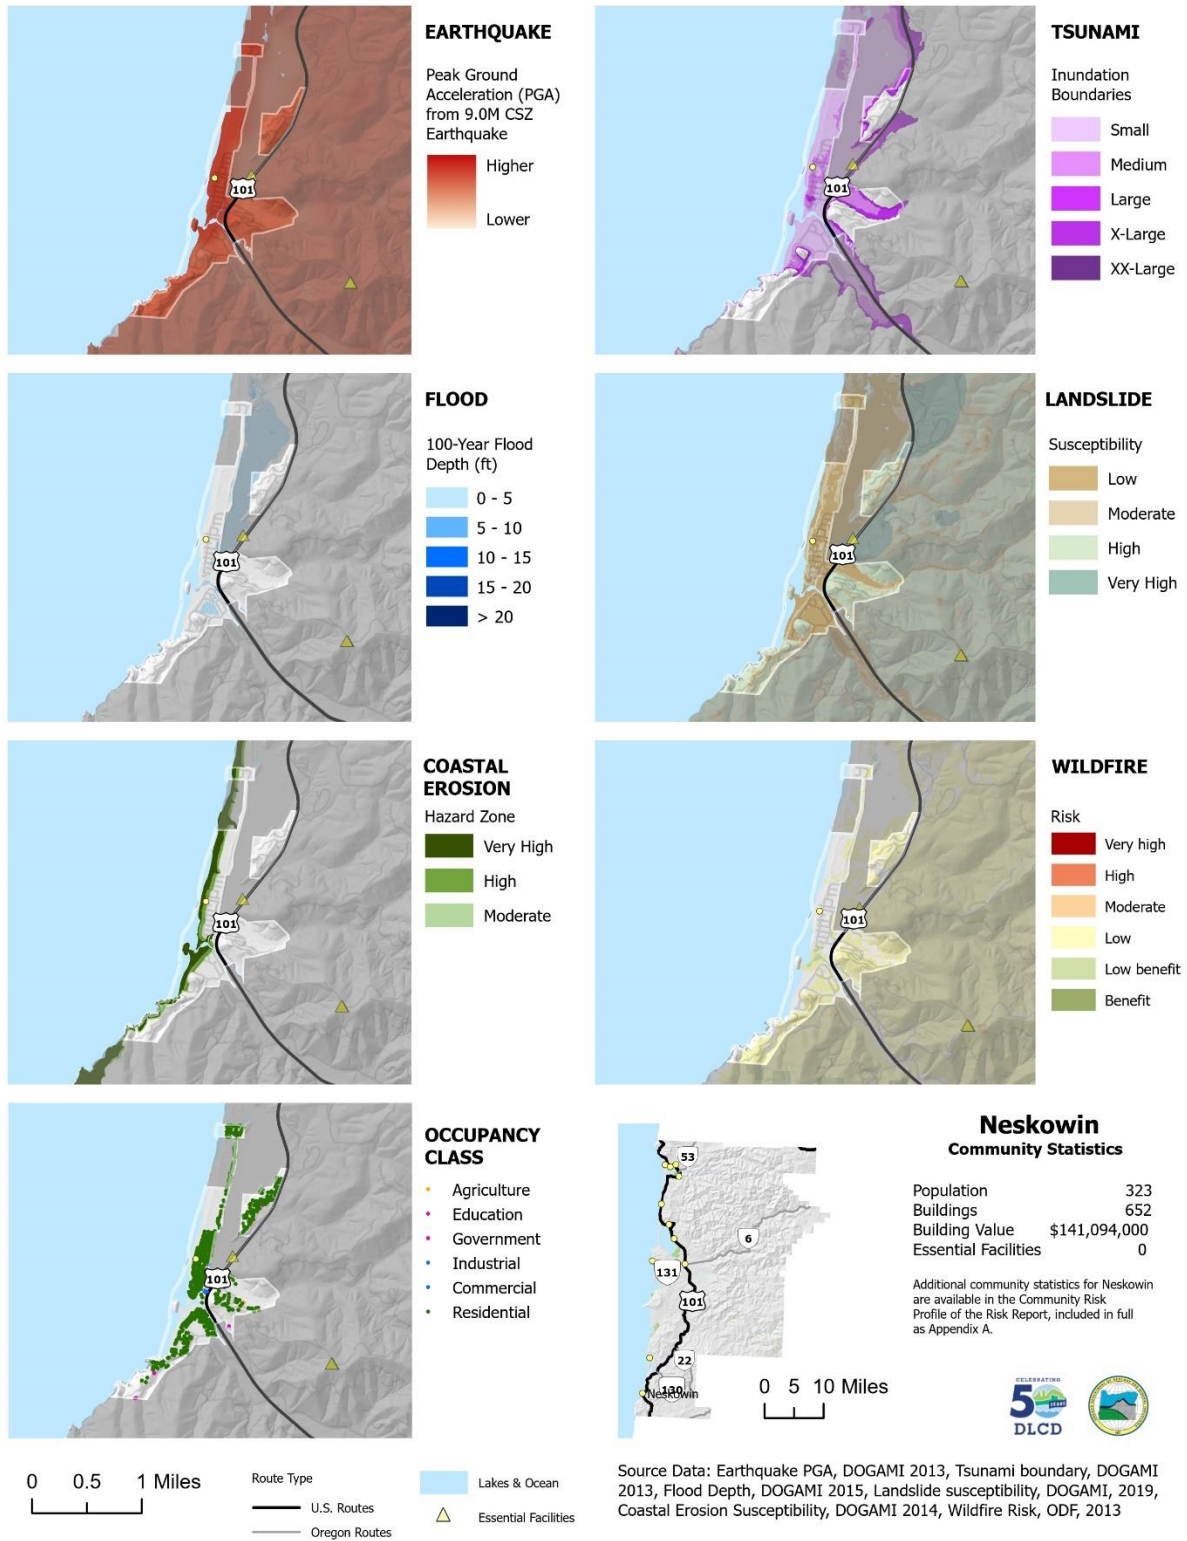 EARTHQUAKE
Peak Ground
Acceleration (PGA)
from 9.0M CSZ
Earthquake
Higher
Lower
101
TSUNAMI
Inundation
Boundaries
Small
Medium
Large
X-Large
XX-Large
101
FLOOD
100-Year Flood
Depth (ft)
0 - 5
5 - 10
10 - 15
15 - 20
> 20
101
LANDSLIDE
Susceptibility
Low
Moderate
High
Very High
101
COASTAL
EROSION
Hazard Zone
Very High
High
Moderate
101
WILDFIRE
Risk
Very high
High
Moderate
Low
Low benefit
Benefit
101
OCCUPANCY
CLASS
Agriculture
Education
Government
Industrial
Commercial
Residential
101
53
6
131
101
22
130
Neskowin
0 5 10 Miles
Neskowin
Community Statistics
Population 323
Buildings 652
Building Value $141,094,000
Essential Facilities 0
Additional community statistics for Neskowin
are available in the Community Risk
Profile of the Risk Report, included in full
as Appendix A.
CELEBRATING
50 YEARS
DLCD
0 0.5 1 Miles
Route Type
U.S. Routes
Oregon Routes
Lakes & Ocean
Essential Facilities
Source Data: Earthquake PGA, DOGAMI 2013, Tsunami boundary, DOGAMI
2013, Flood Depth, DOGAMI 2015, Landslide susceptibility, DOGAMI, 2019,
Coastal Erosion Susceptibility, DOGAMI 2014, Wildfire Risk, ODF, 2013